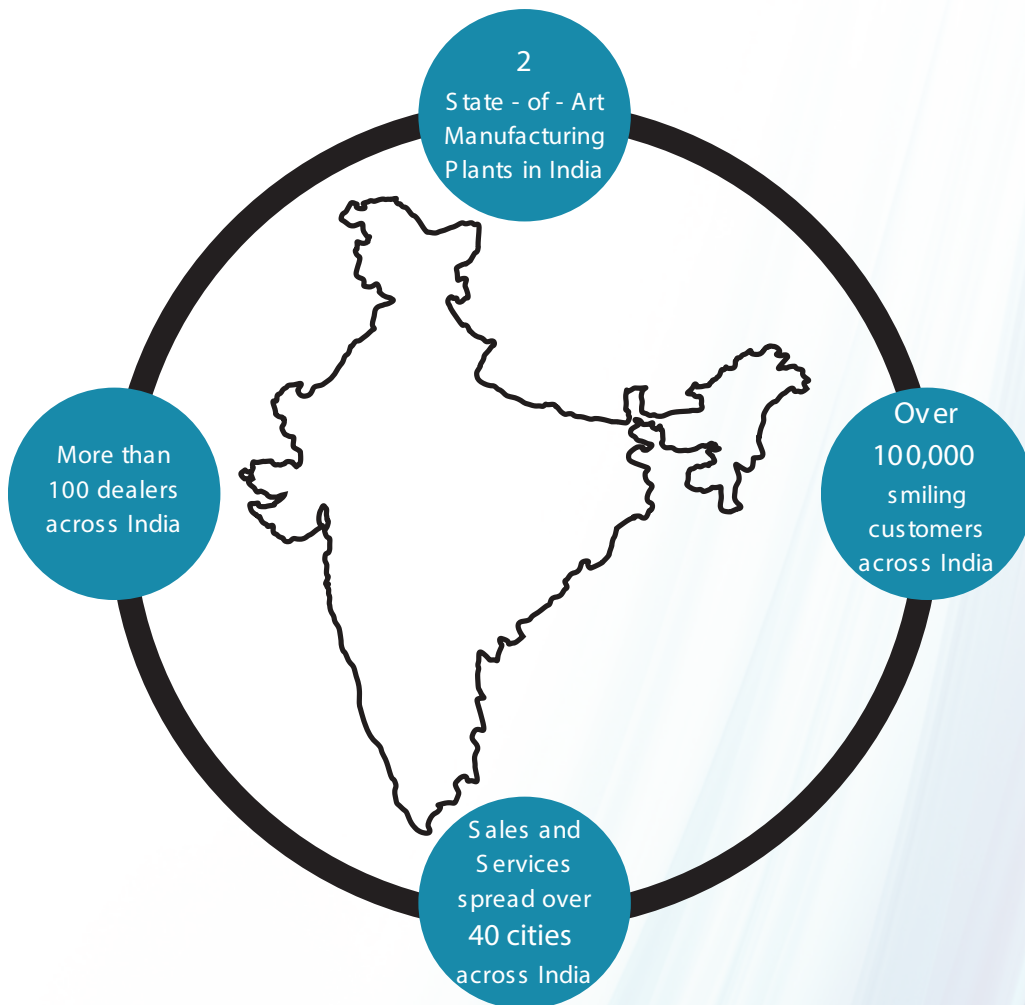 2
State - of - Art
Manufacturing
Plants in India
More than
100 dealers
across India
Over
100,000
smiling
customers
across India
Sales and
Services
spread over
40 cities
across India